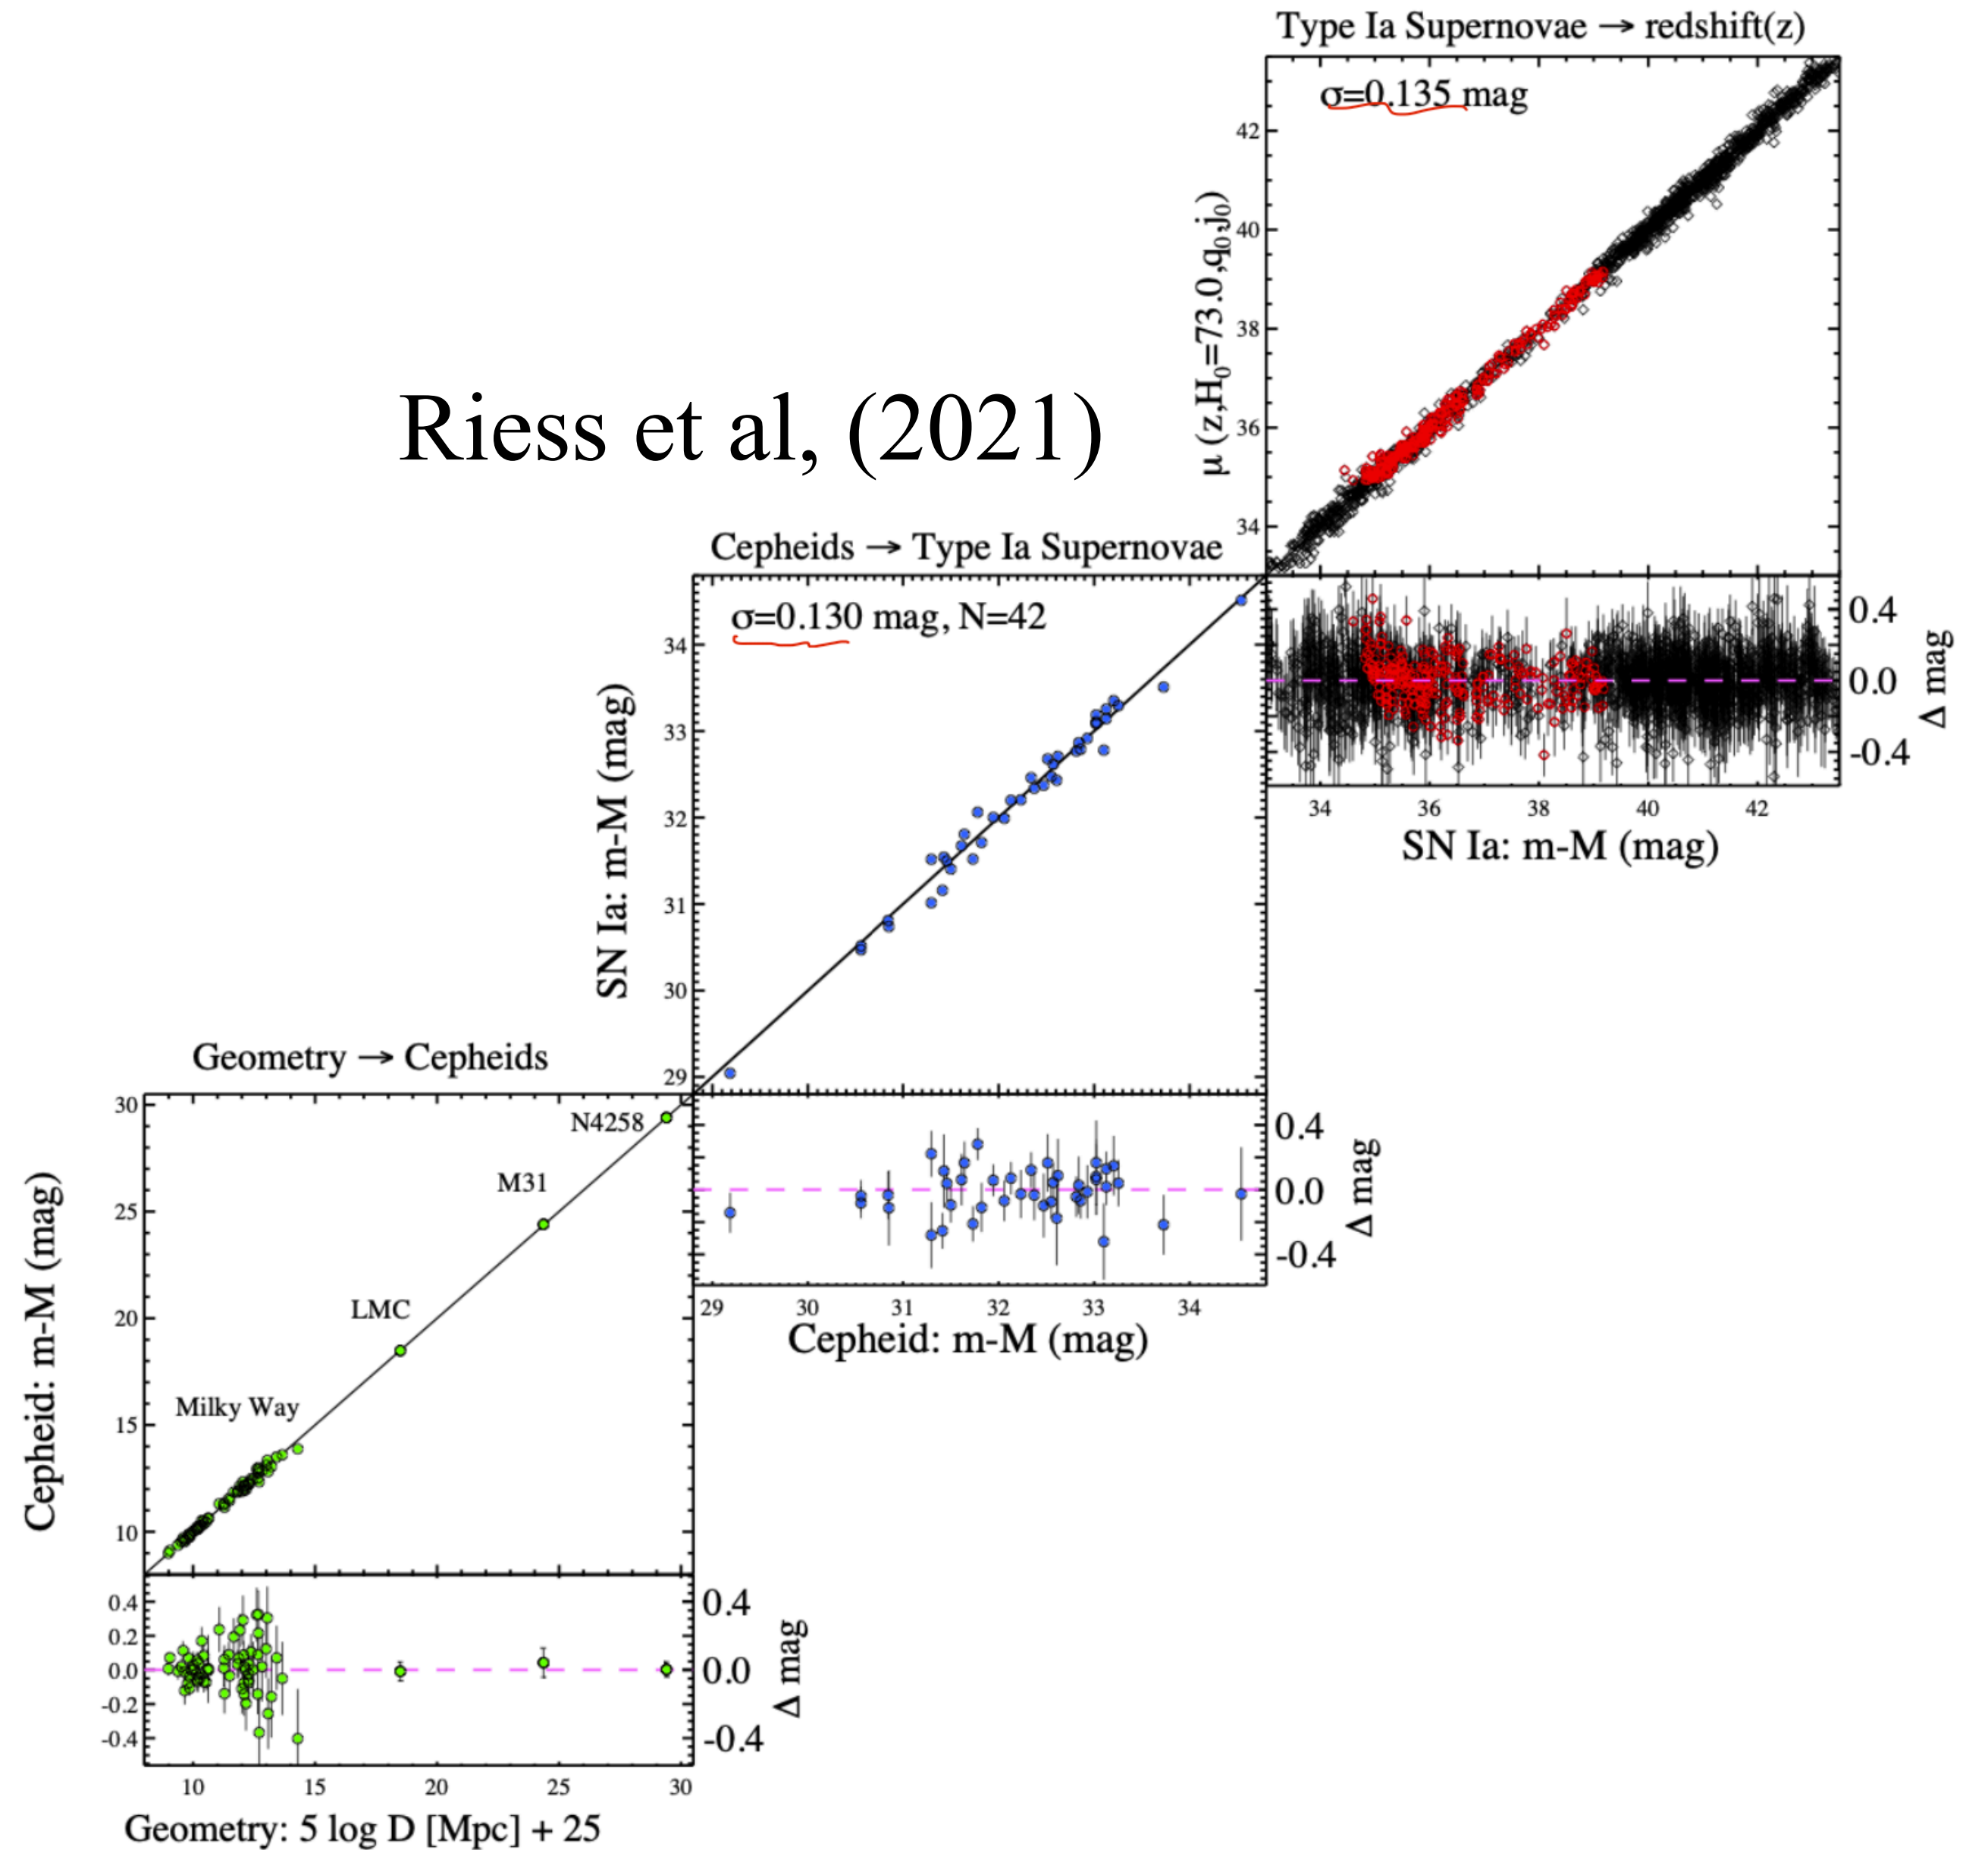 Type Ia Supernovae → redshift(z)
σ=0.135 mag
μ (z,H₀=73.0,q₀,j₀)
42
40
38
36
34
0.4
0.0
-0.4
Δ mag
34 36 38 40 42
SN Ia: m-M (mag)
Riess et al, (2021)
Cepheids → Type Ia Supernovae
σ=0.130 mag, N=42
SN Ia: m-M (mag)
34
33
32
31
30
29
0.4
0.0
-0.4
Δ mag
29 30 31 32 33 34
Cepheid: m-M (mag)
Geometry → Cepheids
Cepheid: m-M (mag)
30
25
20
15
10
N4258
M31
LMC
Milky Way
0.4
0.2
0.0
-0.2
-0.4
0.4
0.0
-0.4
Δ mag
10 15 20 25 30
Geometry: 5 log D [Mpc] + 25